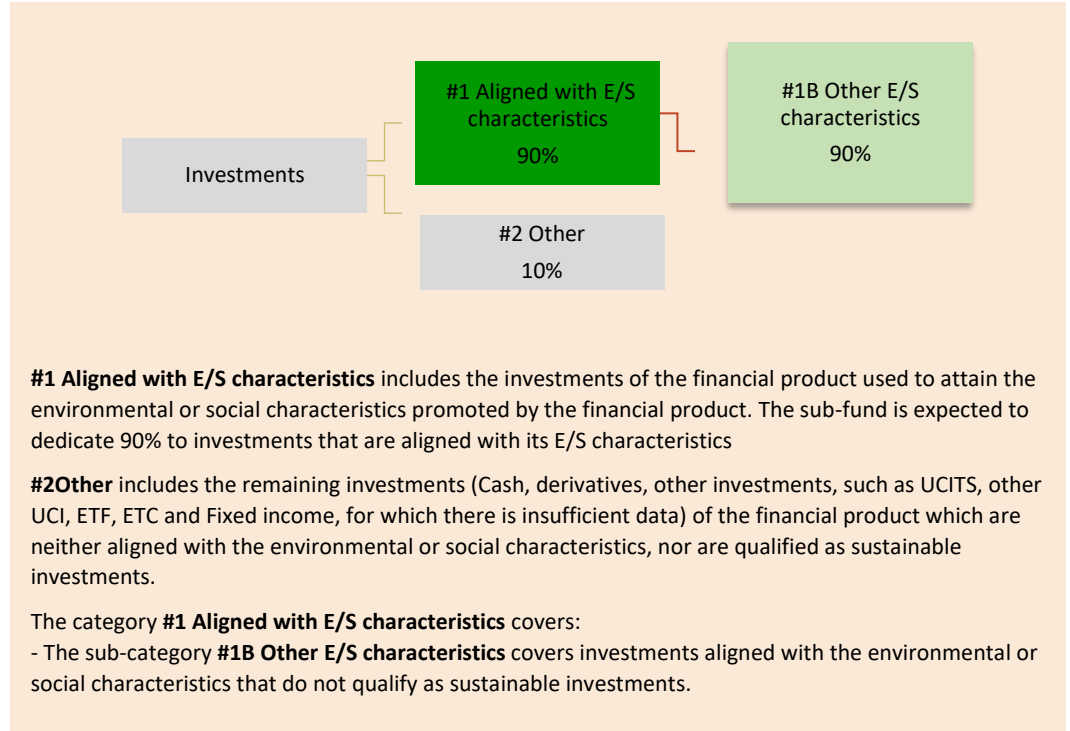 #1 Aligned with E/S
characteristics
90%
#1B Other E/S
characteristics
90%
Investments
#2 Other
10%
#1 Aligned with E/S characteristics includes the investments of the financial product used to attain the
environmental or social characteristics promoted by the financial product. The sub-fund is expected to
dedicate 90% to investments that are aligned with its E/S characteristics
#2Other includes the remaining investments (Cash, derivatives, other investments, such as UCITS, other
UCI, ETF, ETC and Fixed income, for which there is insufficient data) of the financial product which are
neither aligned with the environmental or social characteristics, nor are qualified as sustainable
investments.
The category #1 Aligned with E/S characteristics covers:
- The sub-category #1B Other E/S characteristics covers investments aligned with the environmental or
social characteristics that do not qualify as sustainable investments.